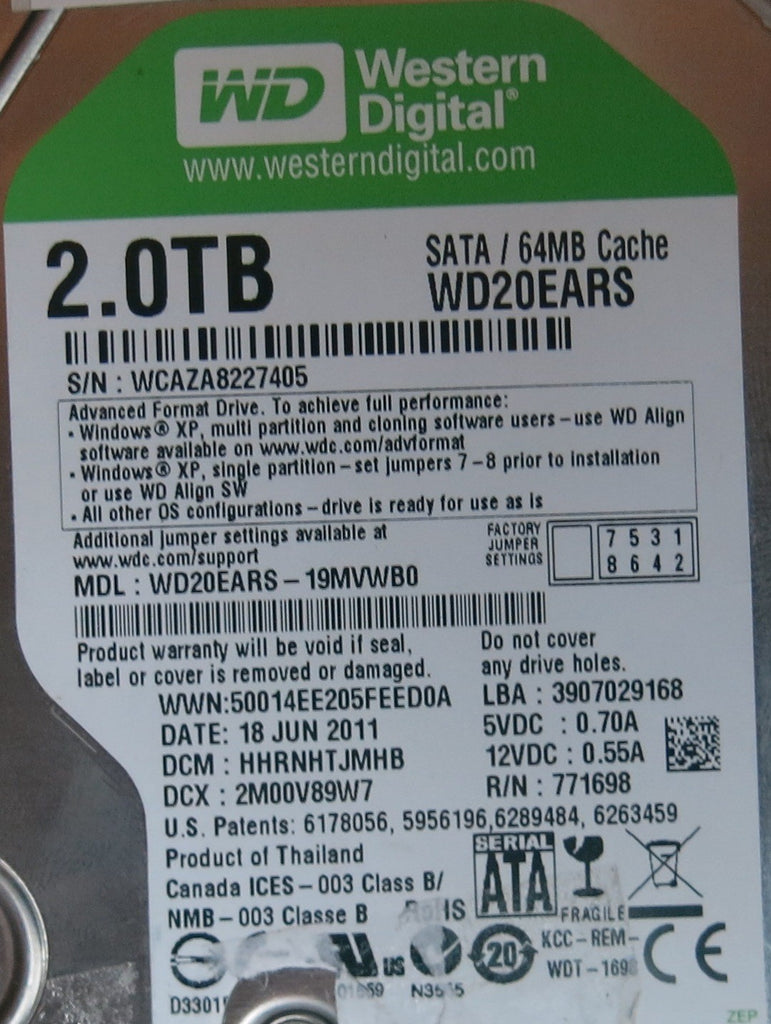 WD Western
Digital®
www.westerndigital.com
2.0TB
SATA / 64MB Cache
WD20EARS
S/N : WCAZA8227405
Advanced Format Drive. To achieve full performance:
• Windows® XP, multi partition and cloning software users – use WD Align
software available on www.wdc.com/advformat
• Windows® XP, single partition – set jumpers 7 – 8 prior to installation
or use WD Align SW
• All other OS configurations – drive is ready for use as is
Additional jumper settings available at
www.wdc.com/support
FACTORY
JUMPER
SETTINGS
7 5 3 1
8 6 4 2
MDL : WD20EARS – 19MVWB0
Product warranty will be void if seal,
label or cover is removed or damaged.
Do not cover
any drive holes.
WWN:50014EE205FEED0A
DATE: 18 JUN 2011
DCM : HHRNHTJMHB
DCX : 2M00V89W7
LBA : 3907029168
5VDC : 0.70A
12VDC : 0.55A
R/N : 771698
U.S. Patents: 6178056, 5956196,6289484, 6263459
Product of Thailand
Canada ICES – 003 Class B/
NMB – 003 Classe B
IS
SERIAL
ATA
FRAGILE
20
KCC – REM –
WDT – 169
CE
US
ZEP